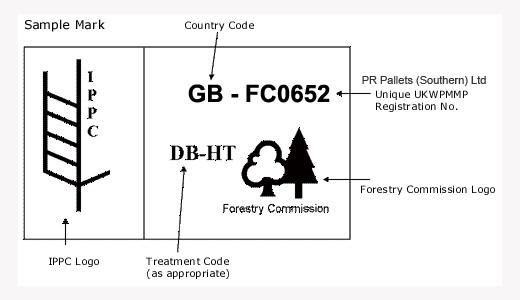 Sample Mark
Country Code
I
P
P
C
GB - FC0652
PR Pallets (Southern) Ltd
Unique UKWPMMP
Registration No.
DB-HT
Forestry Commission
Forestry Commission Logo
IPPC Logo
Treatment Code
(as appropriate)